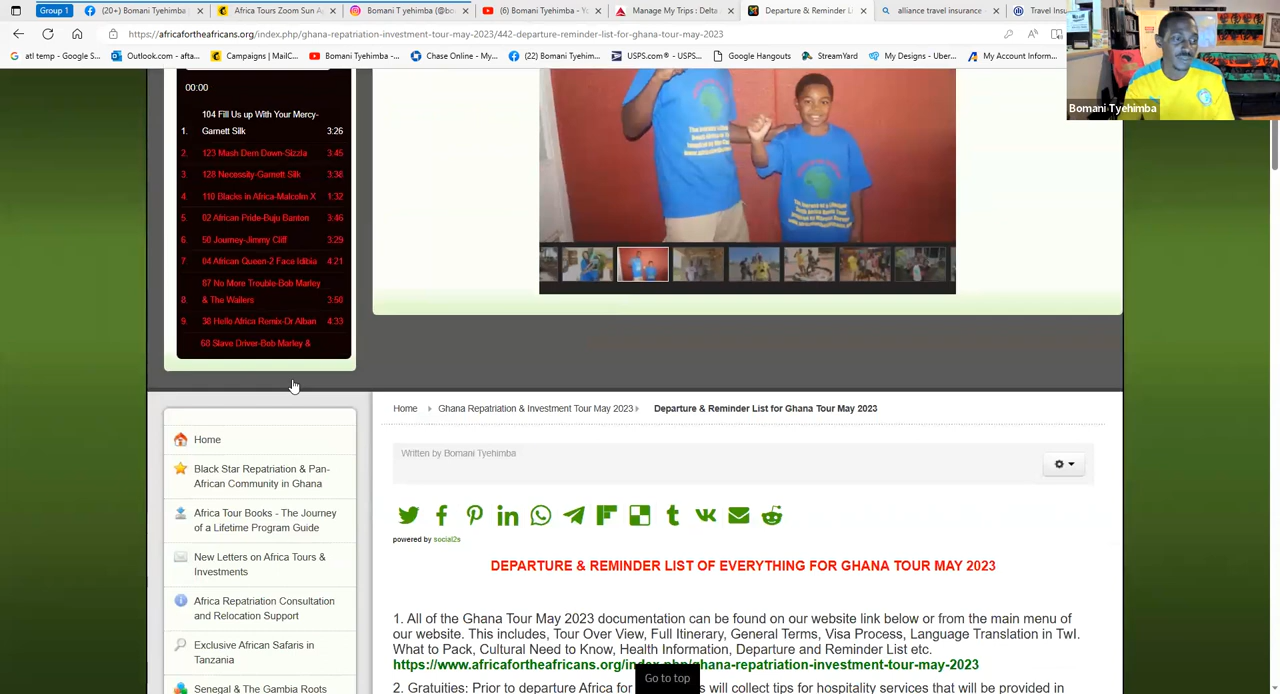 Group 1
(20+) Bomani Tyehimba
Africa Tours Zoom Sun A
Bomani T yehimba (@bo
(6) Bomani Tyehimba - Yo
Manage My Trips : Delta
Departure & Reminder Li
alliance travel insurance
Travel Insu
https://africafortheafricans.org/index.php/ghana-repatriation-investment-tour-may-2023/442-departure-reminder-list-for-ghana-tour-may-2023
atl temp - Google S...
Outlook.com - afta...
Campaigns | MailC...
Bomani Tyehimba -...
Chase Online - My...
(22) Bomani Tyehim...
USPS.com® - USPS...
Google Hangouts
StreamYard
My Designs - Uber...
My Account Inform...
Bomani Tyehimba
00:00
104 Fill Us up With Your Mercy-
1. Garnett Silk 3:26
2. 123 Mash Dem Down-Sizzla 3:45
3. 128 Necessity-Garnett Silk 3:38
4. 110 Blacks in Africa-Malcolm X 1:32
5. 02 African Pride-Buju Banton 3:46
6. 50 Journey-Jimmy Cliff 3:29
7. 04 African Queen-2 Face Idibia 4:21
87 No More Trouble-Bob Marley
8. & The Wailers 3:50
9. 38 Hello Africa Remix-Dr Alban 4:33
68 Slave Driver-Bob Marley &
Home
Black Star Repatriation & Pan-
African Community in Ghana
Africa Tour Books - The Journey
of a Lifetime Program Guide
New Letters on Africa Tours &
Investments
Africa Repatriation Consultation
and Relocation Support
Exclusive African Safaris in
Tanzania
Senegal & The Gambia Roots
Home Ghana Repatriation & Investment Tour May 2023 Departure & Reminder List for Ghana Tour May 2023
Written by Bomani Tyehimba
powered by social2s
DEPARTURE & REMINDER LIST OF EVERYTHING FOR GHANA TOUR MAY 2023
1. All of the Ghana Tour May 2023 documentation can be found on our website link below or from the main menu of
our website. This includes, Tour Over View, Full Itinerary, General Terms, Visa Process, Language Translation in Twl.
What to Pack, Cultural Need to Know, Health Information, Departure and Reminder List etc.
https://www.africafortheafricans.org/index.php/ghana-repatriation-investment-tour-may-2023
Go to top
2. Gratuities: Prior to departure Africa for s will collect tips for hospitality services that will be provided in